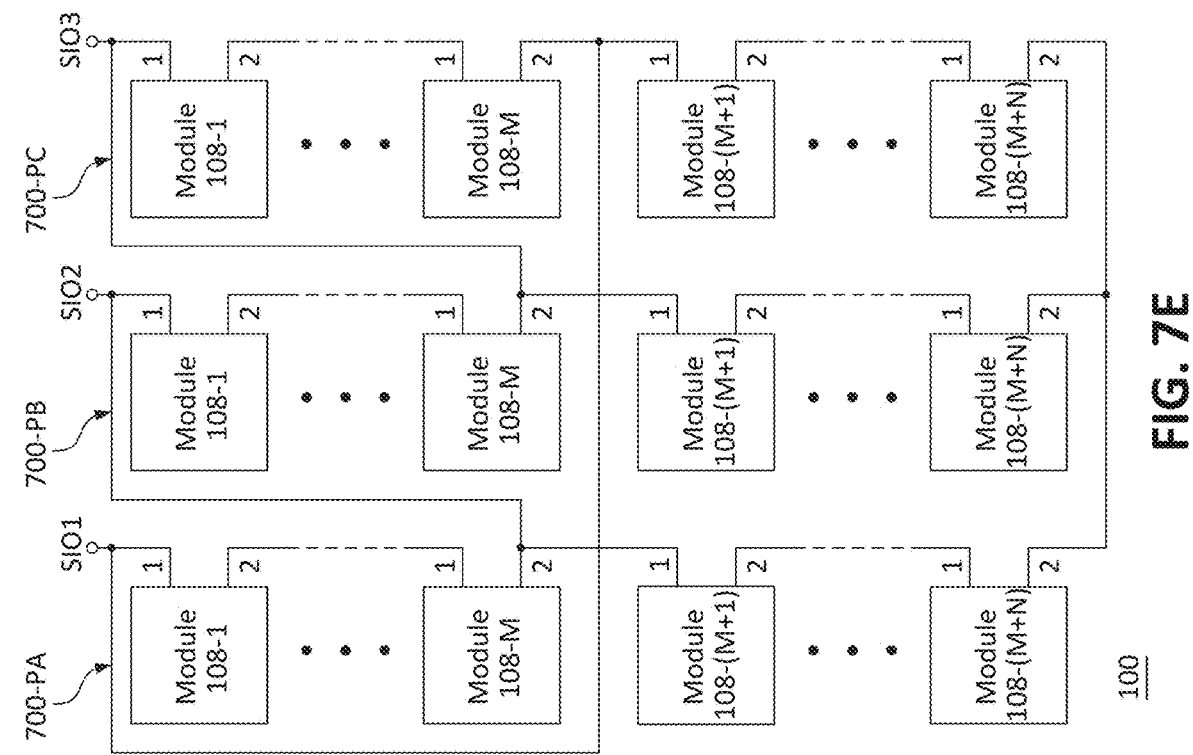 700-PA
SIO1
700-PB
SIO2
700-PC
SIO3
1
Module
108-1
2
1
Module
108-1
2
1
Module
108-1
2
1
Module
108-M
2
1
Module
108-M
2
1
Module
108-M
2
1
Module
108-(M+1)
2
1
Module
108-(M+1)
2
1
Module
108-(M+1)
2
1
Module
108-(M+N)
2
1
Module
108-(M+N)
2
1
Module
108-(M+N)
2
100
FIG. 7E